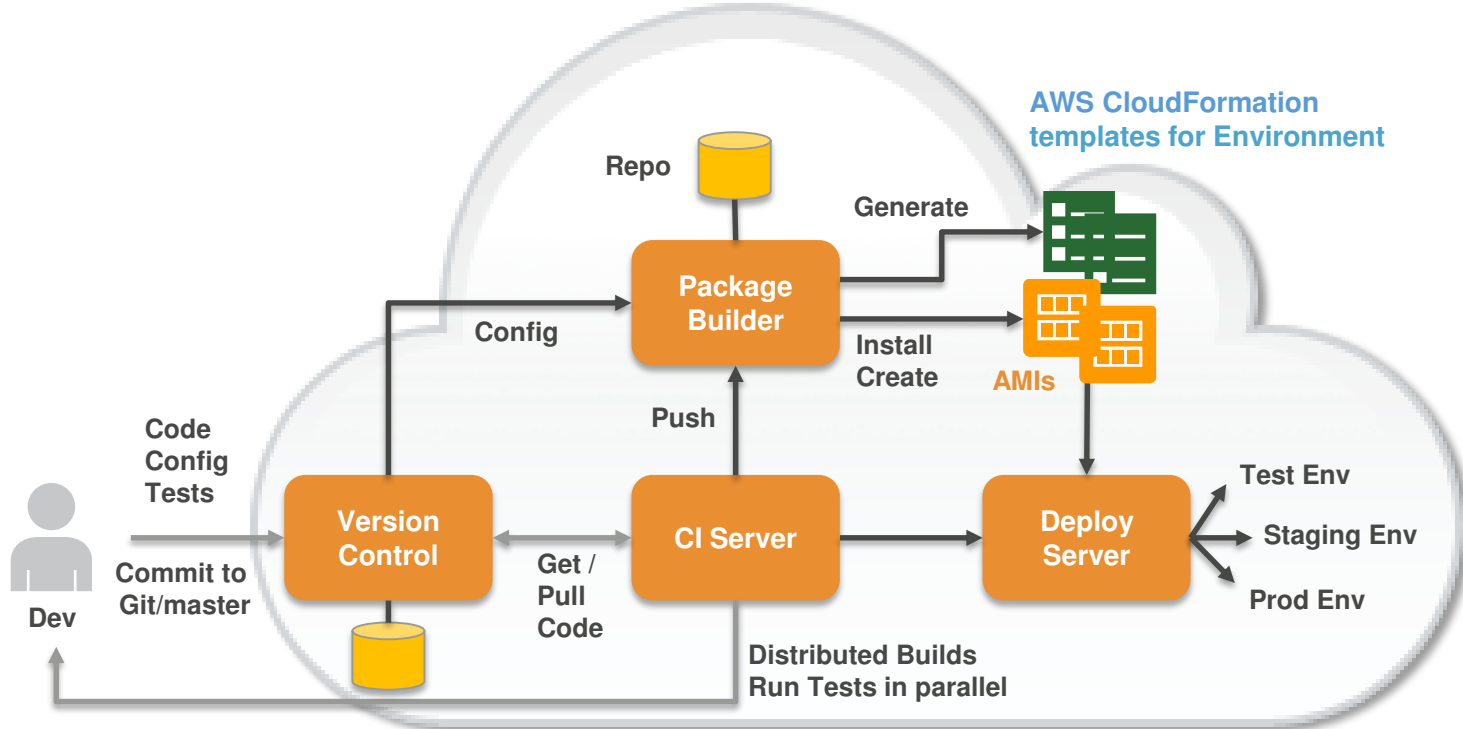 AWS CloudFormation
templates for Environment
Repo
Generate
Package
Builder
Config
Install
Create
AMIs
Push
Code
Config
Tests
Version
Control
CI Server
Deploy
Server
Test Env
Staging Env
Prod Env
Commit to
Git/master
Get /
Pull
Code
Dev
Distributed Builds
Run Tests in parallel